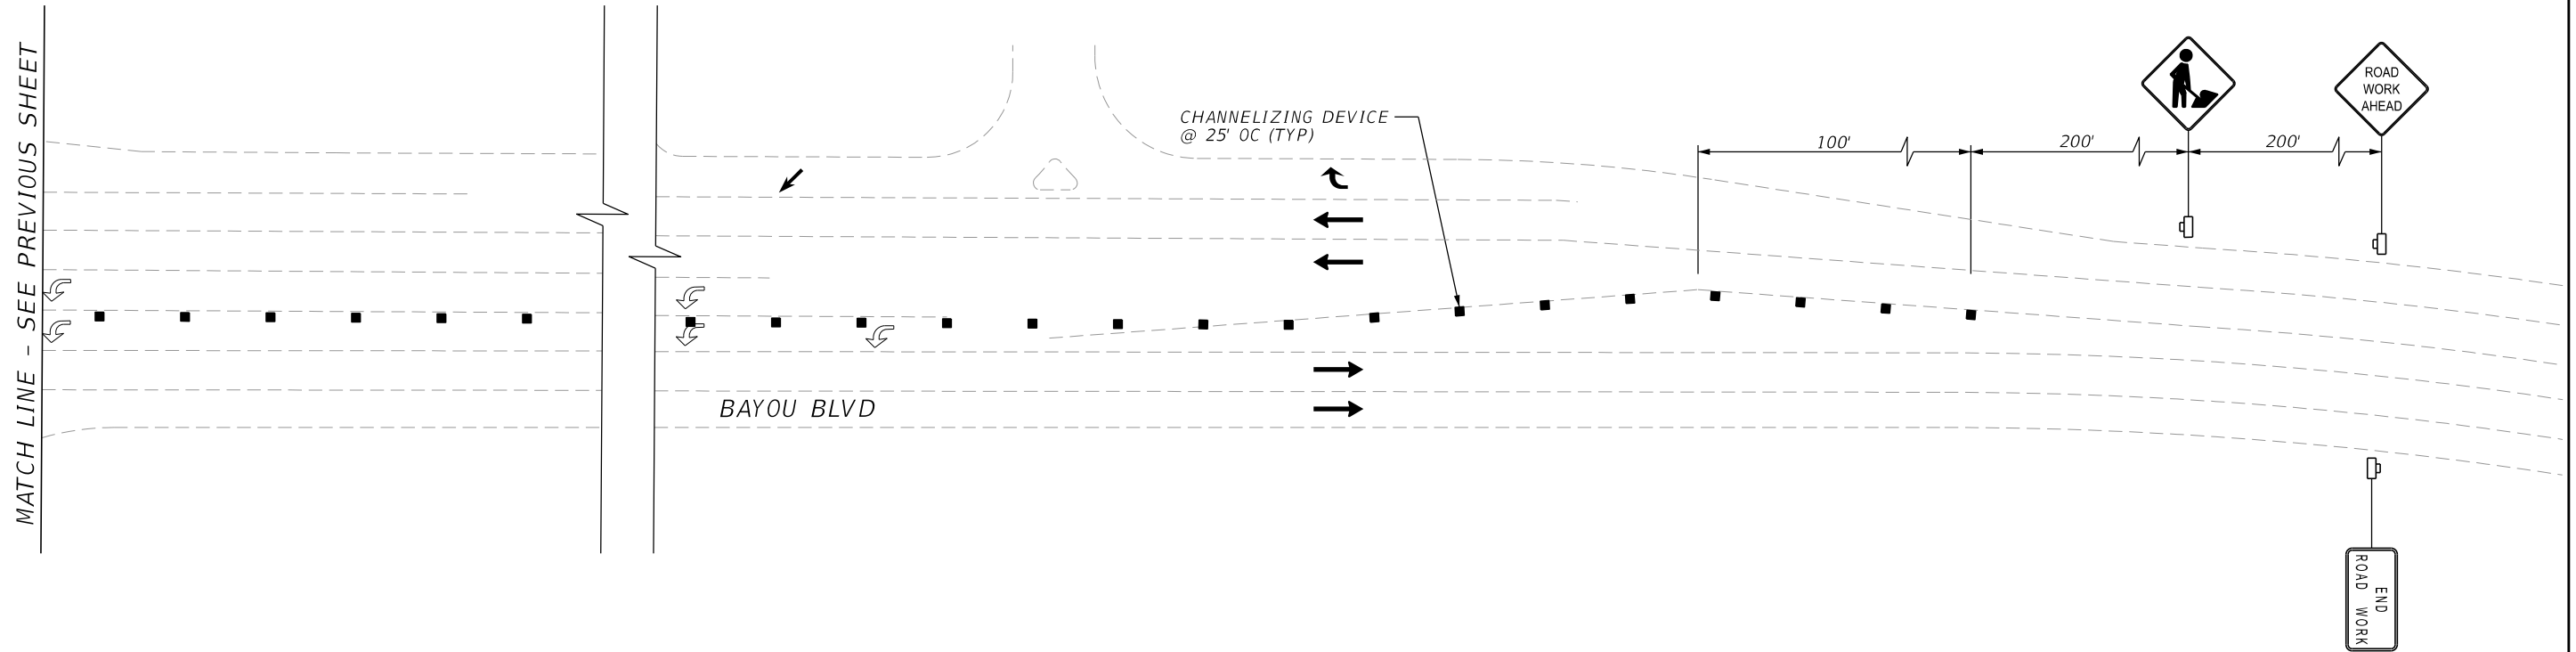 MATCH LINE - SEE PREVIOUS SHEET
CHANNELIZING DEVICE
@ 25' OC (TYP)
100'
200'
200'
ROAD
WORK
AHEAD
BAYOU BLVD
END
ROAD WORK